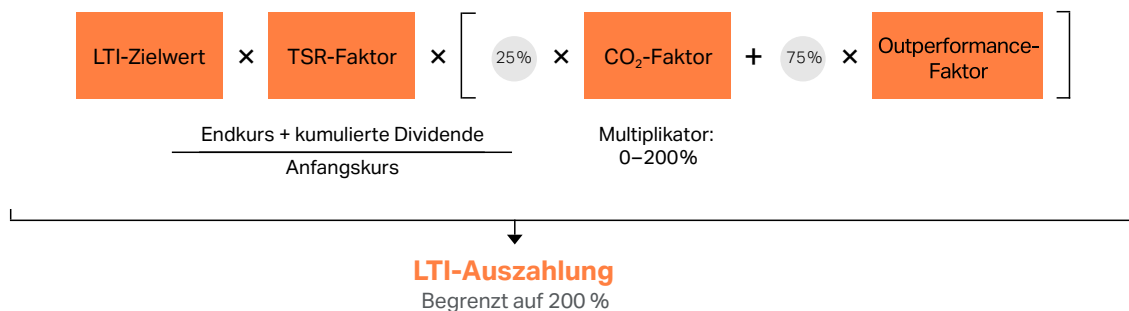 LTI-Zielwert × TSR-Faktor × [ 25% × CO₂-Faktor + 75% × Outperformance-
Faktor ]
Endkurs + kumulierte Dividende
Anfangskurs
Multiplikator:
0–200%
LTI-Auszahlung
Begrenzt auf 200 %